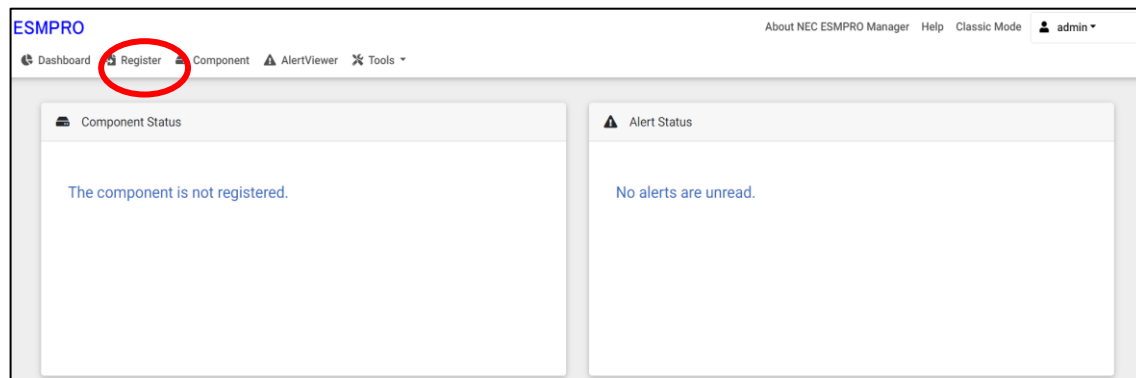 ESMPRO
About NEC ESMPRO Manager Help Classic Mode admin
Dashboard Register Component AlertViewer Tools
Component Status
Alert Status
The component is not registered.
No alerts are unread.